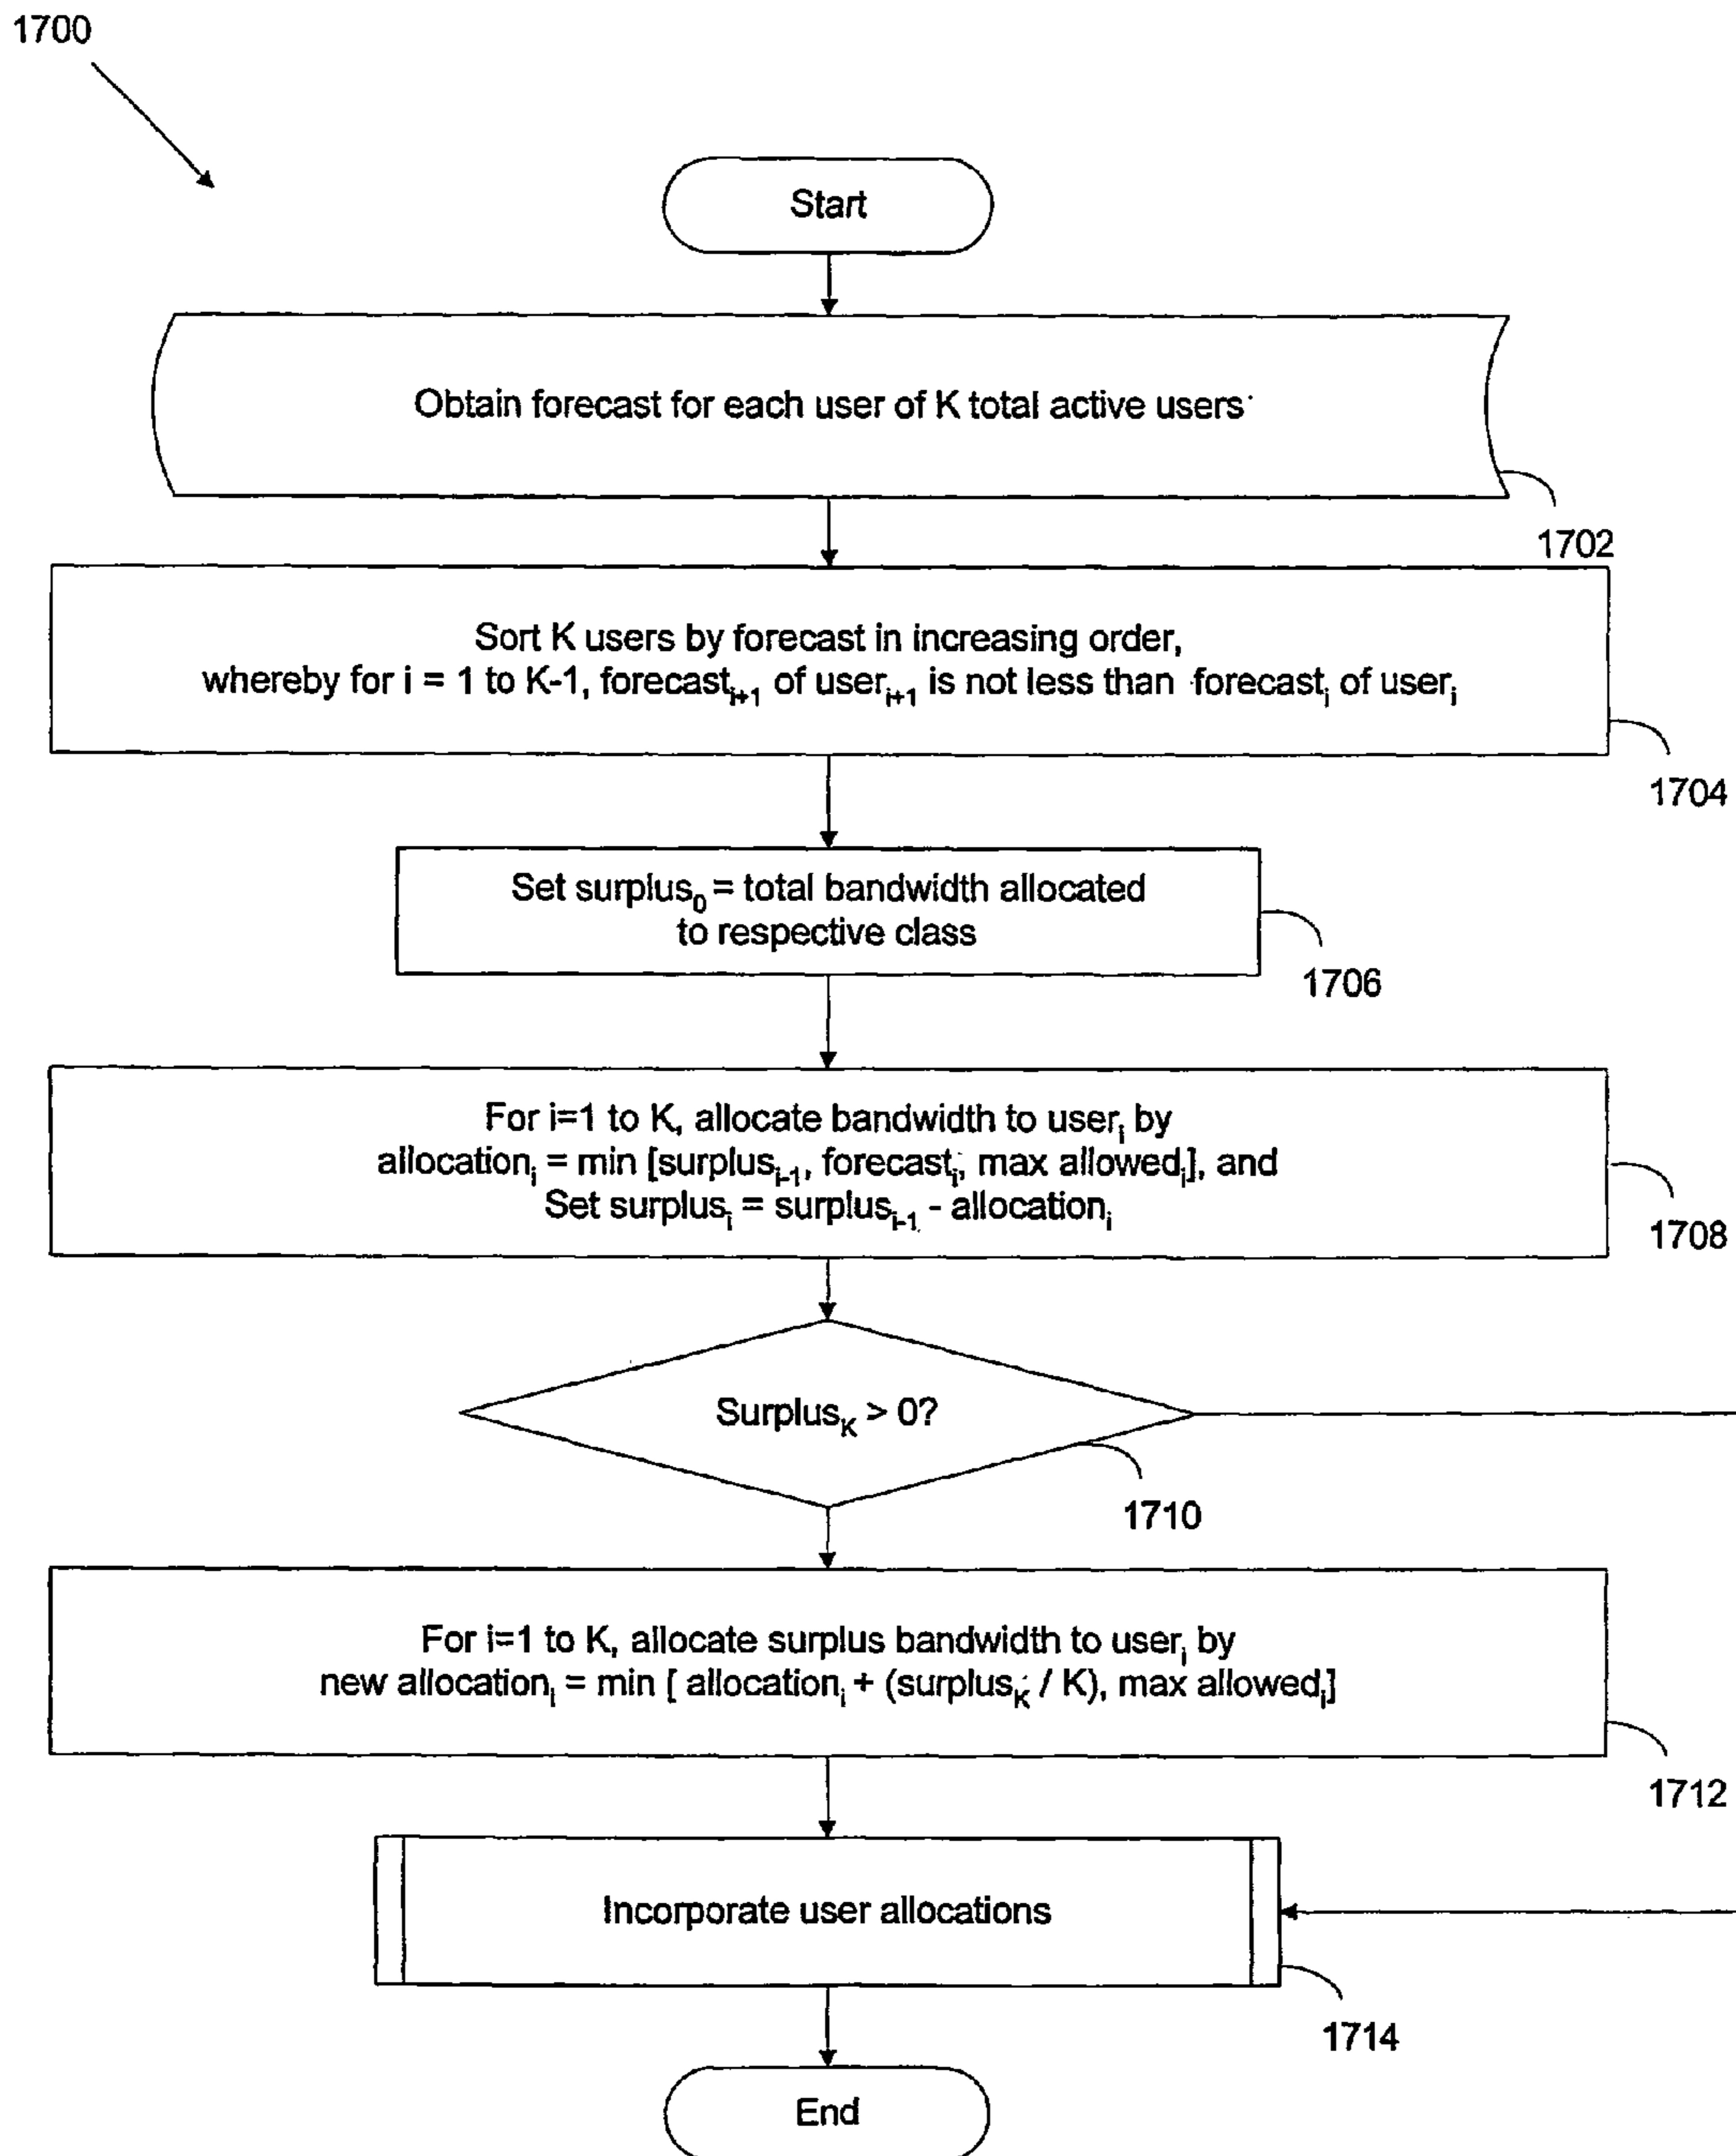 1700
Start
Obtain forecast for each user of K total active users
1702
Sort K users by forecast in increasing order,
whereby for i = 1 to K-1, forecastᵢ₊₁ of userᵢ₊₁ is not less than forecastᵢ of userᵢ
1704
Set surplus₀ = total bandwidth allocated
to respective class
1706
For i=1 to K, allocate bandwidth to userᵢ by
allocationᵢ = min [surplusᵢ₋₁, forecastᵢ, max allowedᵢ], and
Set surplusᵢ = surplusᵢ₋₁ - allocationᵢ
1708
Surplus_K > 0?
1710
For i=1 to K, allocate surplus bandwidth to userᵢ by
new allocationᵢ = min [ allocationᵢ + (surplus_K / K), max allowedᵢ]
1712
Incorporate user allocations
1714
End